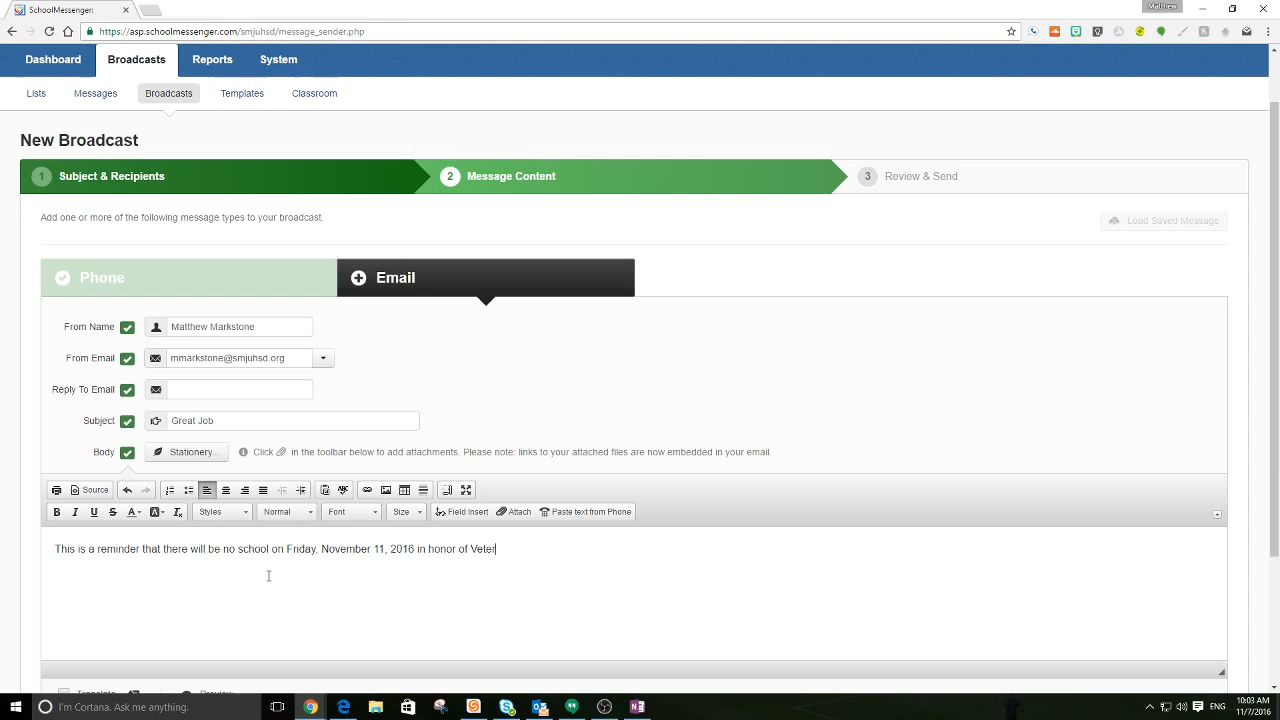 SchoolMessenger:
Matthew
https://asp.schoolmessenger.com/smjuhsd/message_sender.php
Dashboard Broadcasts Reports System
Lists Messages Broadcasts Templates Classroom
New Broadcast
1 Subject & Recipients 2 Message Content 3 Review & Send
Add one or more of the following message types to your broadcast.
Load Saved Message
Phone Email
From Name Matthew Markstone
From Email mmarkstone@smjuhsd.org
Reply To Email
Subject Great Job
Body Stationery... Click in the toolbar below to add attachments. Please note: links to your attached files are now embedded in your email.
Source
B I U S A A Styles Normal Font Size Field Insert Attach Paste text from Phone
This is a reminder that there will be no school on Friday, November 11, 2016 in honor of Veter
Translate Preview
I'm Cortana. Ask me anything.
ENG
10:03 AM
11/7/2016